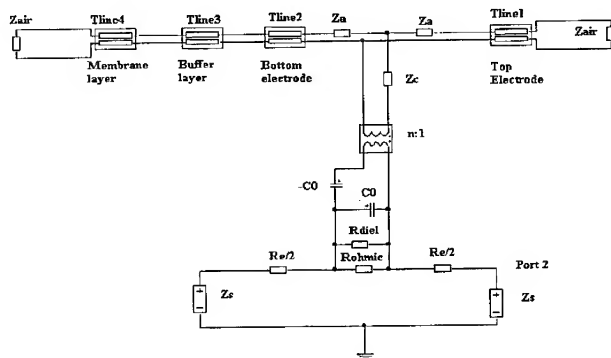 Zair
Tline4
Tline3
Tline2
Za
Za
Tline1
Zair
Membrane layer
Buffer layer
Bottom electrode
Zc
Top Electrode
n:1
-C0
C0
Rdiel
Re/2
Rohmic
Re/2
Port 2
Zs
Zs